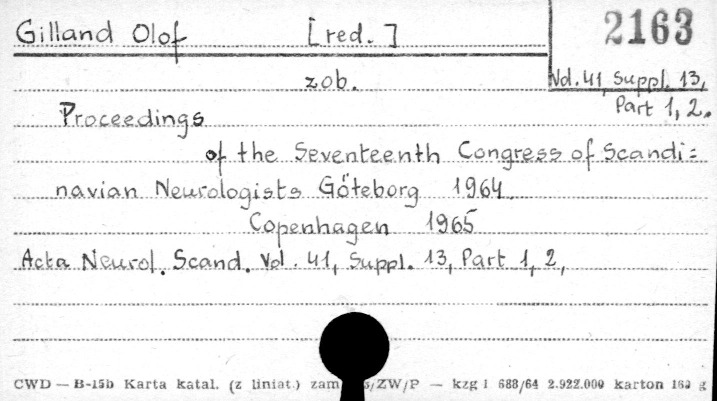 Gilland Olof [red.] 2163
zob. Vol. 41, Suppl. 13,
Part 1, 2.
Proceedings
of the Seventeenth Congress of Scandi=
navian Neurologists Göteborg 1964.
Copenhagen 1965
Acta Neurol. Scand. Vol. 41, Suppl. 13, Part 1, 2,
CWD — B-15b Karta katal. (z liniat.) zam /ZW/P — kzg 1 688/64 2.922.000 karton g